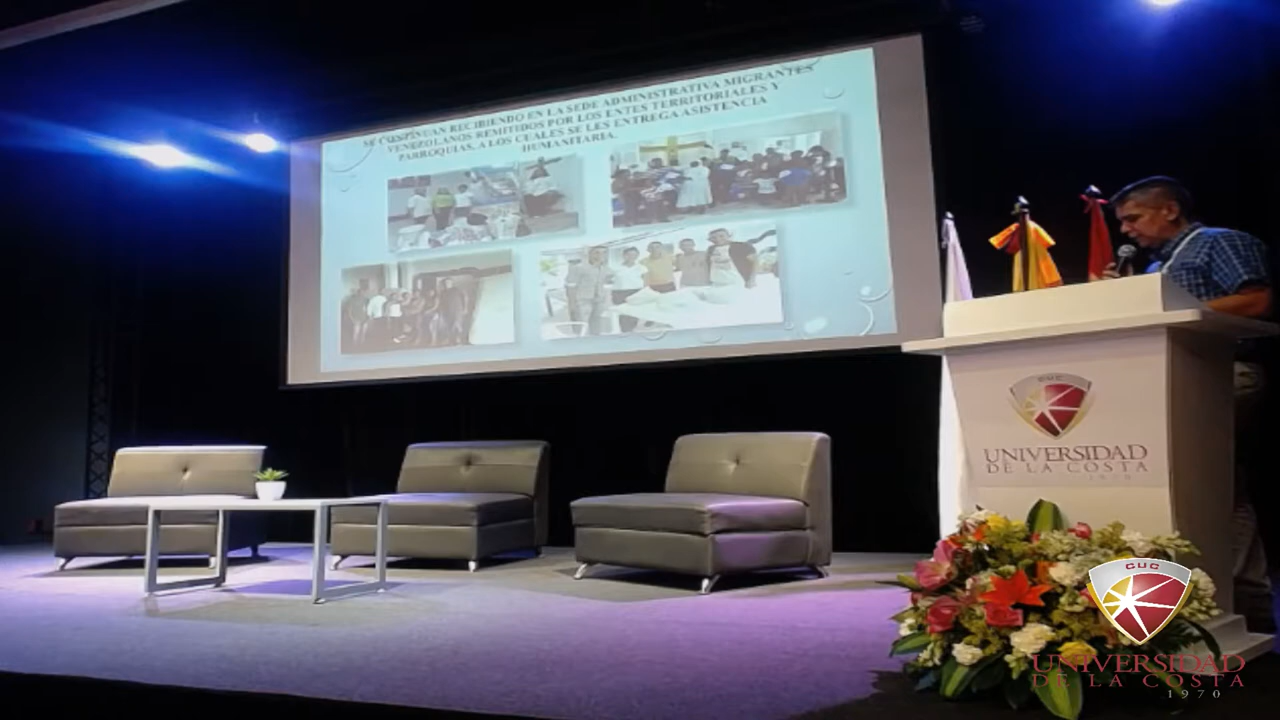 SE CONTINUAN RECIBIENDO EN LA SEDE ADMINISTRATIVA MIGRANTES
VENEZOLANOS REMITIDOS POR LOS ENTES TERRITORIALES Y
PARROQUIAS, A LOS CUALES SE LES ENTREGA ASISTENCIA
HUMANITARIA.
CUC
UNIVERSIDAD
DE LA COSTA
1970
CUC
UNIVERSIDAD
DE LA COSTA
1970